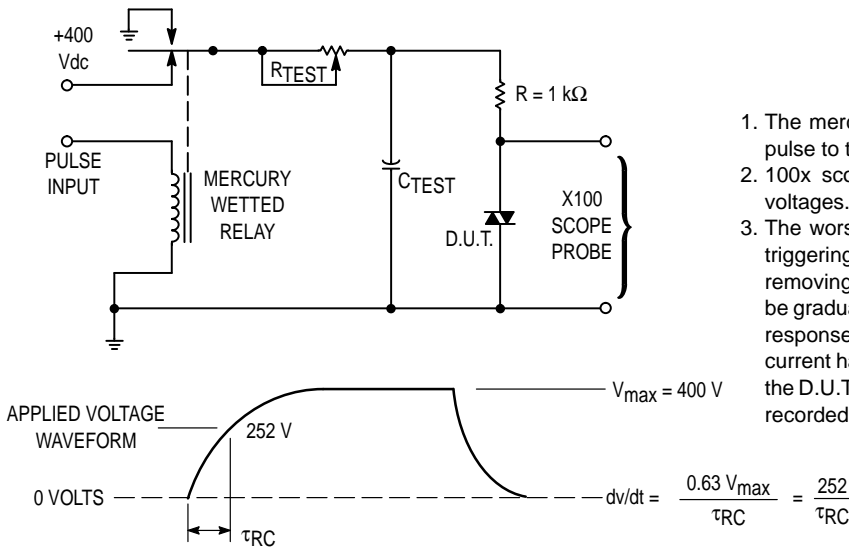 +400
Vdc
RTEST
R = 1 kΩ
PULSE
INPUT
MERCURY
WETTED
RELAY
CTEST
D.U.T.
X100
SCOPE
PROBE
1. The merc
pulse to t
2. 100x sco
voltages.
3. The wors
triggering
removing
be gradua
response
current ha
the D.U.T
recorded
Vmax = 400 V
APPLIED VOLTAGE
WAVEFORM
252 V
0 VOLTS
dv/dt = 0.63 Vmax / τRC = 252 / τRC
τRC